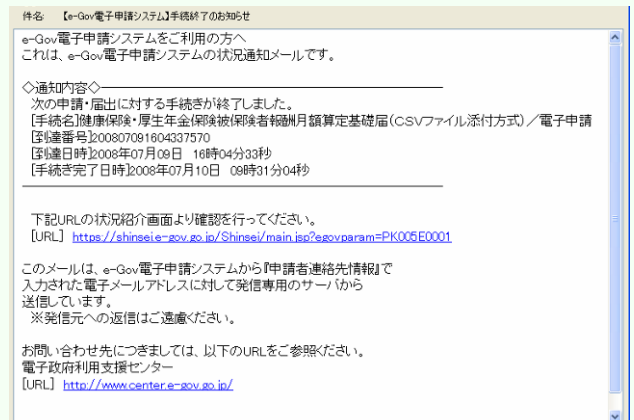 件名: 【e-Gov電子申請システム】手続終了のお知らせ
e-Gov電子申請システムをご利用の方へ
これは、e-Gov電子申請システムの状況通知メールです。
◇通知内容◇
次の申請・届出に対する手続きが終了しました。
[手続名]健康保険・厚生年金保険被保険者報酬月額算定基礎届(CSVファイル添付方式)／電子申請
[到達番号]200807091604337570
[到達日時]2008年07月09日 16時04分33秒
[手続き完了日時]2008年07月10日 09時31分04秒
下記URLの状況紹介画面より確認を行ってください。
[URL] https://shinsei.e-gov.go.jp/Shinsei/main.jsp?egovparam=PK005E0001
このメールは、e-Gov電子申請システムから『申請者連絡先情報』で
入力された電子メールアドレスに対して発信専用のサーバから
送信しています。
※発信元への返信はご遠慮ください。
お問い合わせ先につきましては、以下のURLをご参照ください。
電子政府利用支援センター
[URL] http://www.center.e-gov.go.jp/